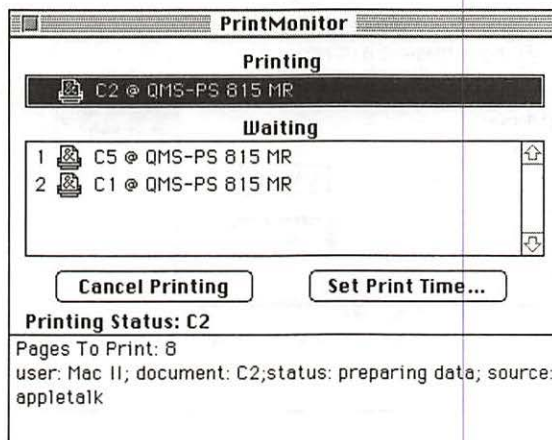 PrintMonitor
Printing
C2 @ QMS-PS 815 MR
Waiting
1 C5 @ QMS-PS 815 MR
2 C1 @ QMS-PS 815 MR
Cancel Printing
Set Print Time...
Printing Status: C2
Pages To Print: 8
user: Mac II; document: C2;status: preparing data; source:
appletalk